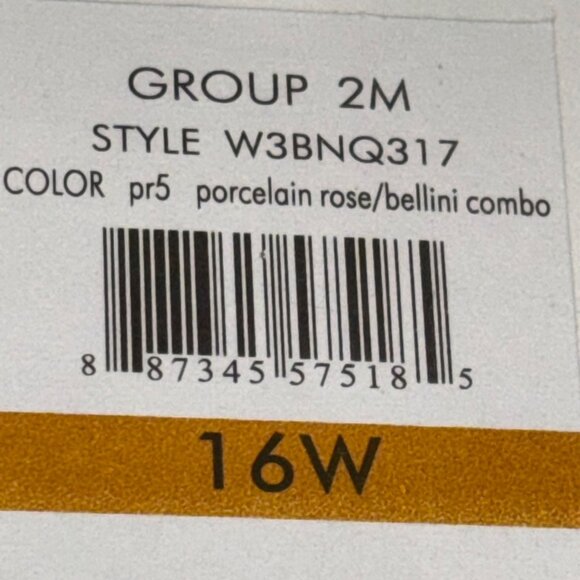 GROUP 2M
STYLE W3BNQ317
COLOR pr5 porcelain rose/bellini combo
8 87345 57518 5
16W